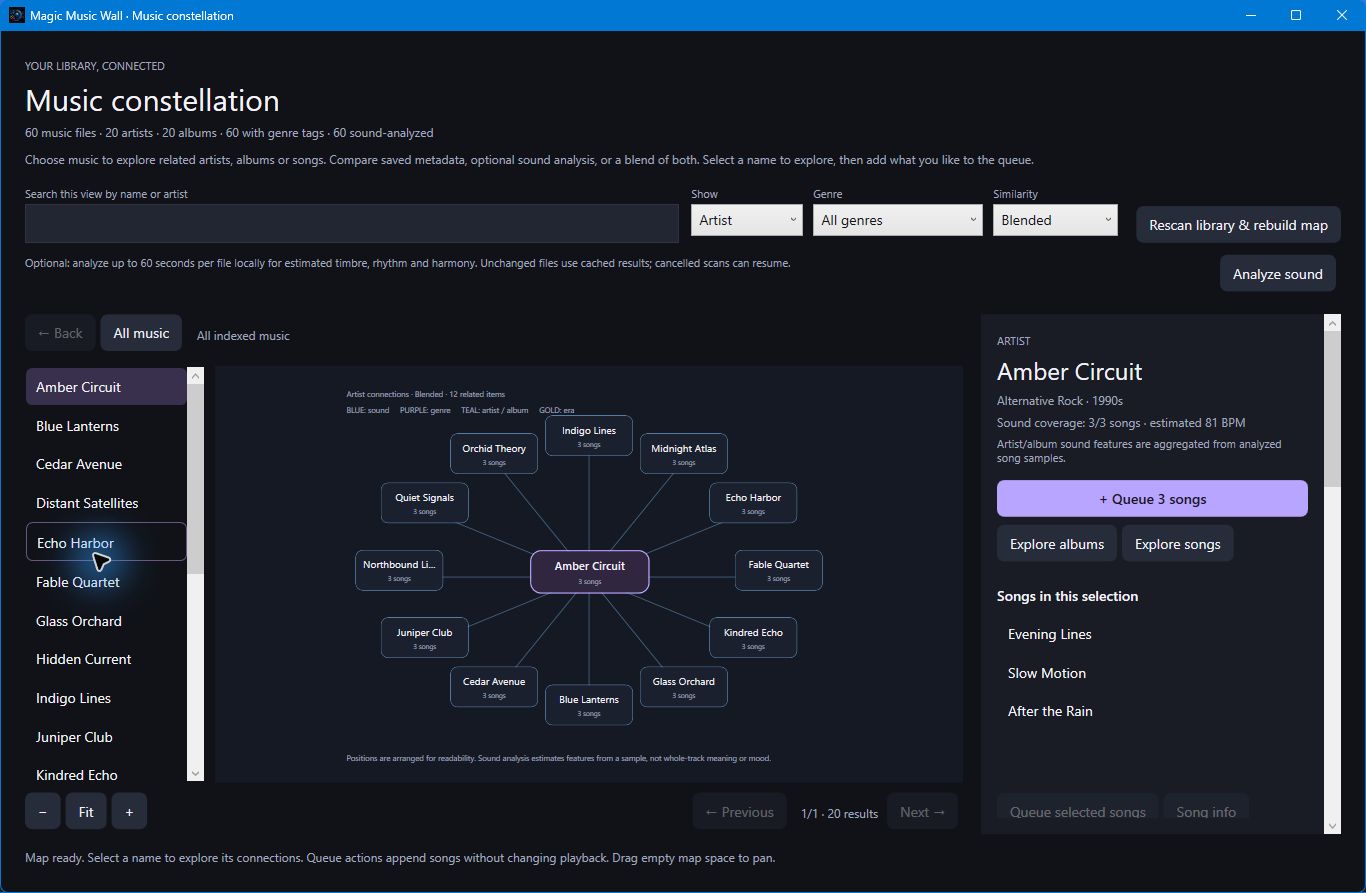 Magic Music Wall · Music constellation
YOUR LIBRARY, CONNECTED
Music constellation
60 music files · 20 artists · 20 albums · 60 with genre tags · 60 sound-analyzed
Choose music to explore related artists, albums or songs. Compare saved metadata, optional sound analysis, or a blend of both. Select a name to explore, then add what you like to the queue.
Search this view by name or artist
Show
Genre
Similarity
Artist
All genres
Blended
Rescan library & rebuild map
Optional: analyze up to 60 seconds per file locally for estimated timbre, rhythm and harmony. Unchanged files use cached results; cancelled scans can resume.
Analyze sound
← Back
All music
All indexed music
Amber Circuit
Blue Lanterns
Cedar Avenue
Distant Satellites
Echo Harbor
Fable Quartet
Glass Orchard
Hidden Current
Indigo Lines
Juniper Club
Kindred Echo
Artist connections · Blended · 12 related items
BLUE: sound PURPLE: genre TEAL: artist / album GOLD: era
Indigo Lines
3 songs
Orchid Theory
3 songs
Midnight Atlas
3 songs
Quiet Signals
3 songs
Echo Harbor
3 songs
Northbound Li...
3 songs
Amber Circuit
3 songs
Fable Quartet
3 songs
Juniper Club
3 songs
Kindred Echo
3 songs
Cedar Avenue
3 songs
Glass Orchard
3 songs
Blue Lanterns
3 songs
Positions are arranged for readability. Sound analysis estimates features from a sample, not whole-track meaning or mood.
ARTIST
Amber Circuit
Alternative Rock · 1990s
Sound coverage: 3/3 songs · estimated 81 BPM
Artist/album sound features are aggregated from analyzed
song samples.
+ Queue 3 songs
Explore albums
Explore songs
Songs in this selection
Evening Lines
Slow Motion
After the Rain
Queue selected songs
Song info
−
Fit
+
← Previous
1/1 · 20 results
Next →
Map ready. Select a name to explore its connections. Queue actions append songs without changing playback. Drag empty map space to pan.